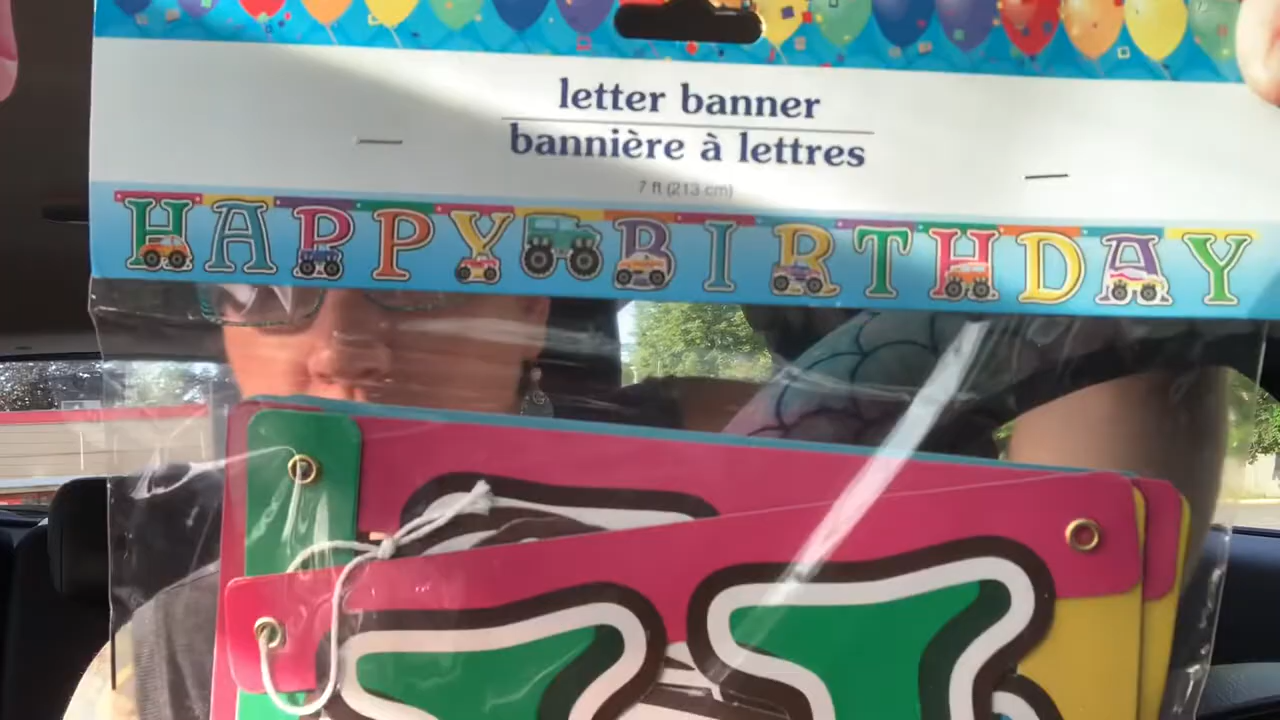 letter banner
bannière à lettres
7 ft (213 cm)
HAPPY BIRTHDAY